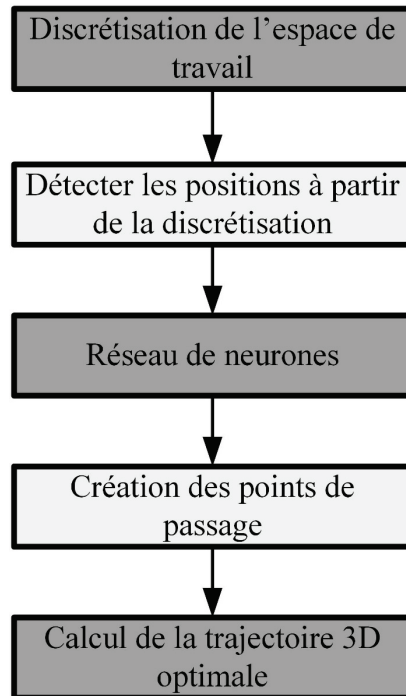 Discrétisation de l'espace de
travail
Détecter les positions à partir
de la discrétisation
Réseau de neurones
Création des points de
passage
Calcul de la trajectoire 3D
optimale